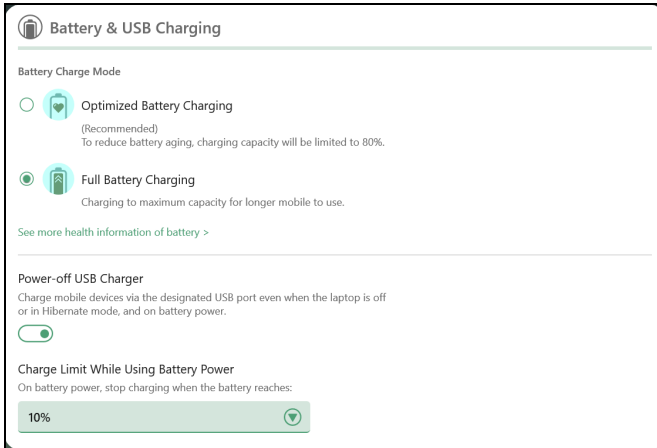 Battery & USB Charging
Battery Charge Mode
Optimized Battery Charging
(Recommended)
To reduce battery aging, charging capacity will be limited to 80%.
Full Battery Charging
Charging to maximum capacity for longer mobile to use.
See more health information of battery >
Power-off USB Charger
Charge mobile devices via the designated USB port even when the laptop is off
or in Hibernate mode, and on battery power.
Charge Limit While Using Battery Power
On battery power, stop charging when the battery reaches:
10%